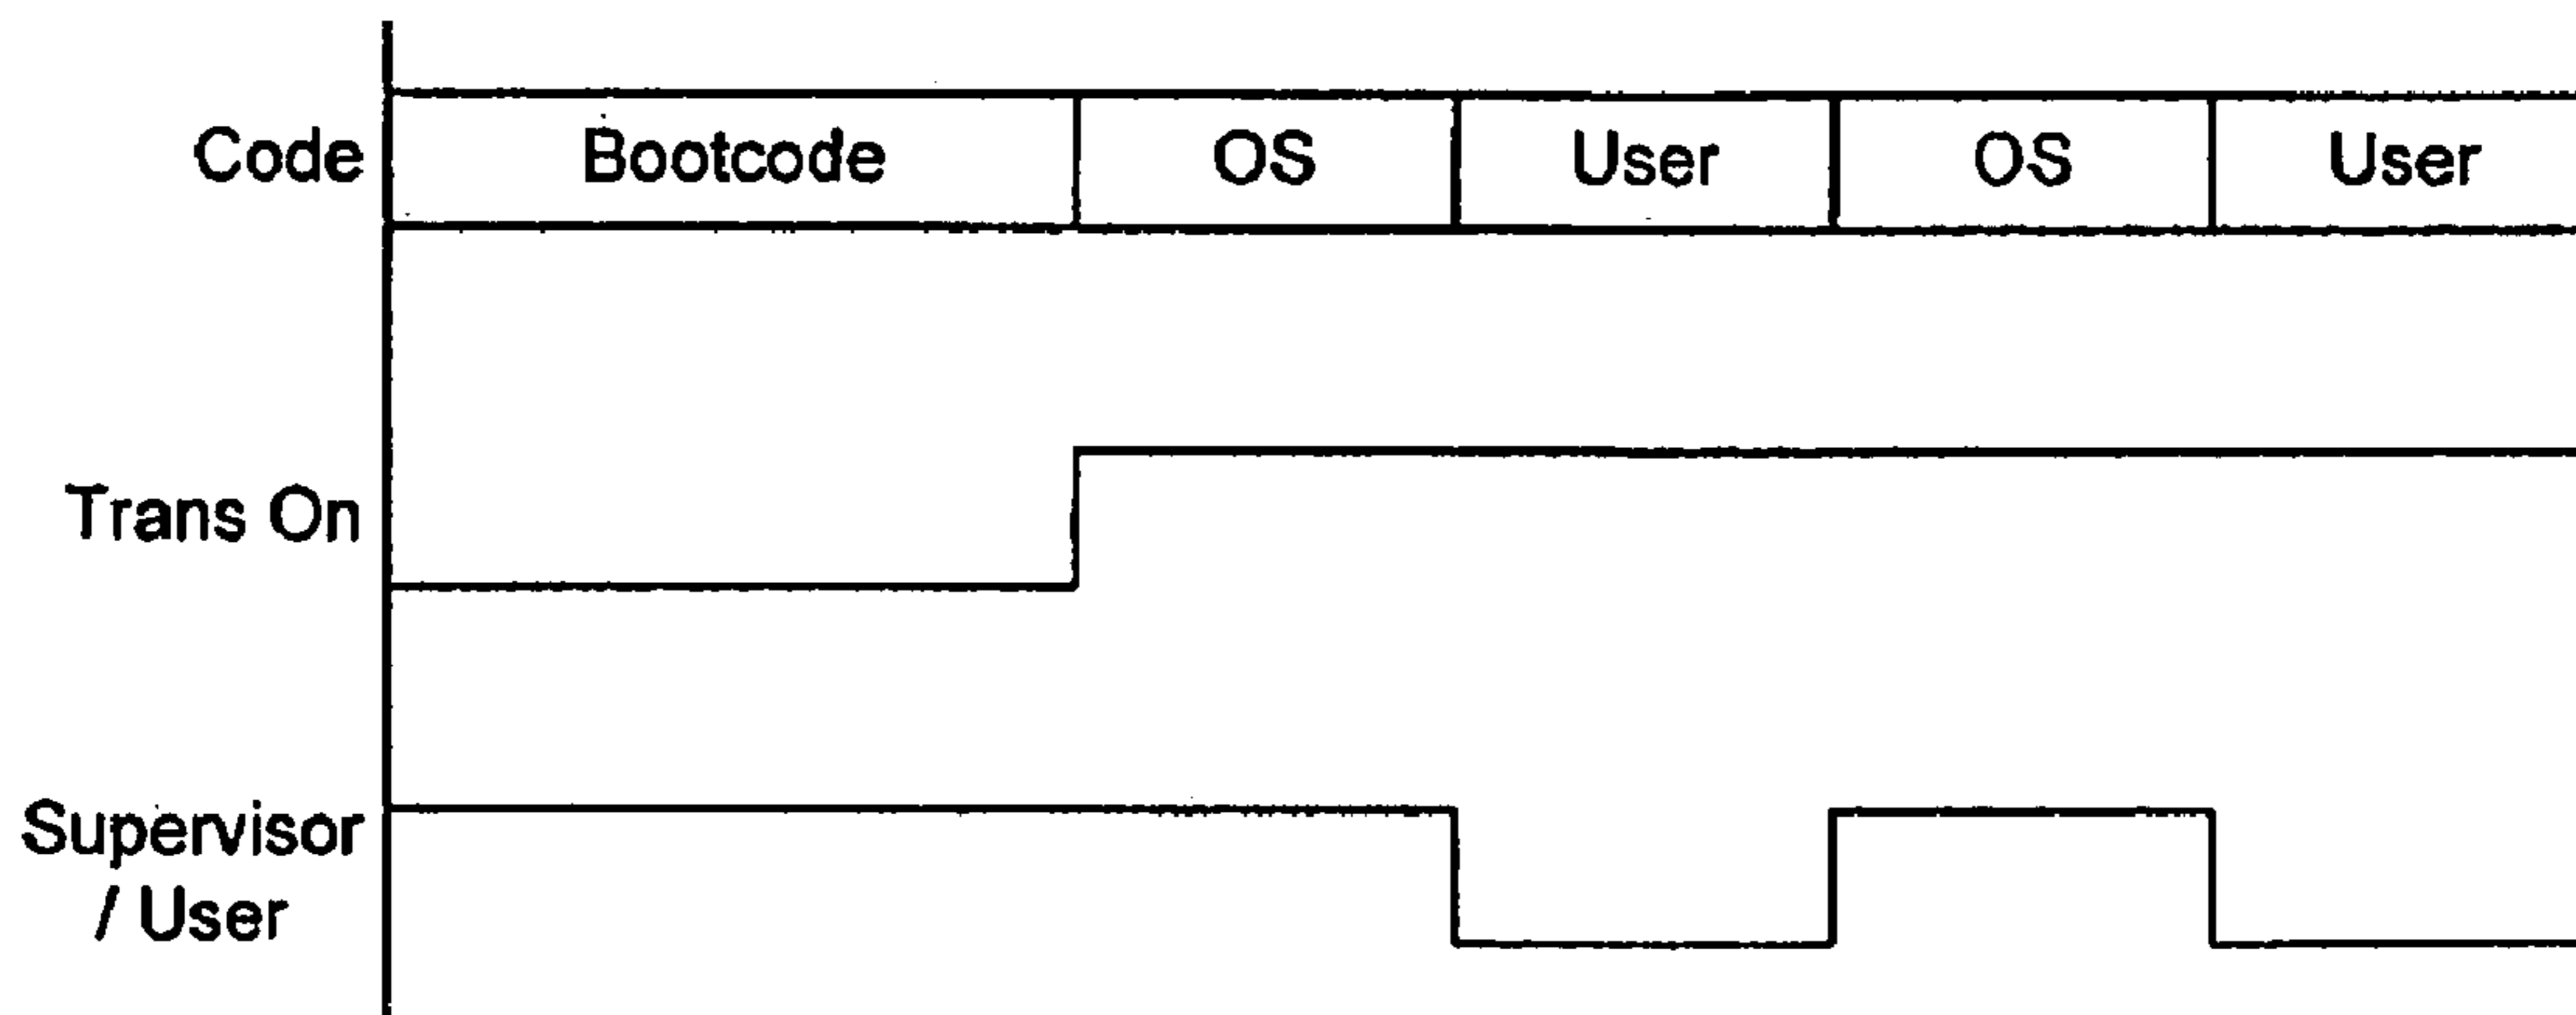 Code Bootcode OS User OS User
Trans On
Supervisor
/ User